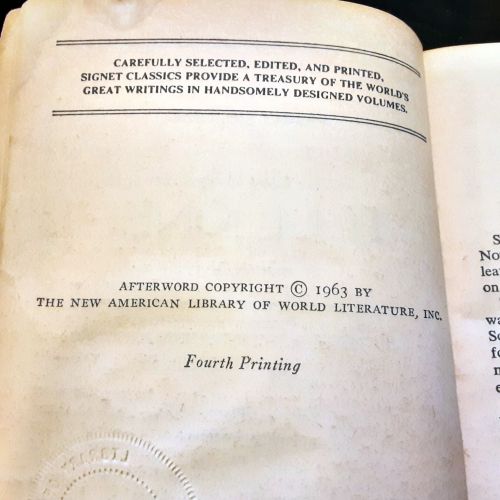 CAREFULLY SELECTED, EDITED, AND PRINTED,
SIGNET CLASSICS PROVIDE A TREASURY OF THE WORLD'S
GREAT WRITINGS IN HANDSOMELY DESIGNED VOLUMES.
AFTERWORD COPYRIGHT © 1963 BY
THE NEW AMERICAN LIBRARY OF WORLD LITERATURE, INC.
Fourth Printing
on